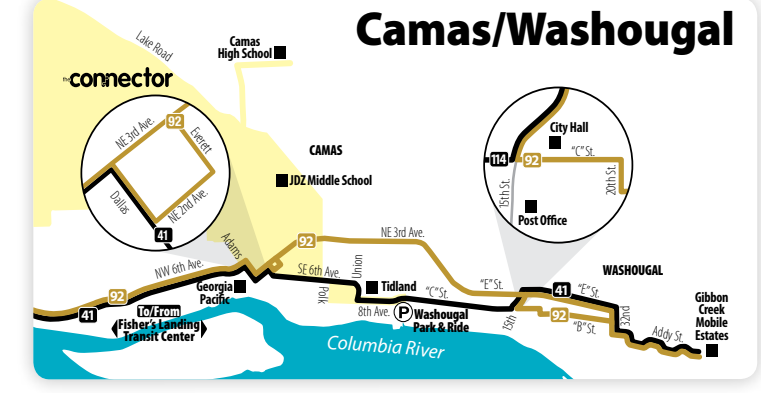 Camas/Washougal
Lake Road
Camas
High School
the connector
NE 3rd Ave.
92
Everett
Dallas
NE 2nd Ave.
41
CAMAS
JDZ Middle School
City Hall
114
92
"C" St.
15th St.
20th St.
Post Office
Adams
92
NE 3rd Ave.
NW 6th Ave.
SE 6th Ave.
Union
Polk
Georgia
Pacific
Tidland
"C" St.
"E" St.
41
"E" St.
WASHOUGAL
Gibbon
Creek
Mobile
Estates
92
41
To/From
Fisher's Landing
Transit Center
8th Ave.
P
Washougal
Park & Ride
15th
92
"B" St.
32nd
Addy St.
Columbia River